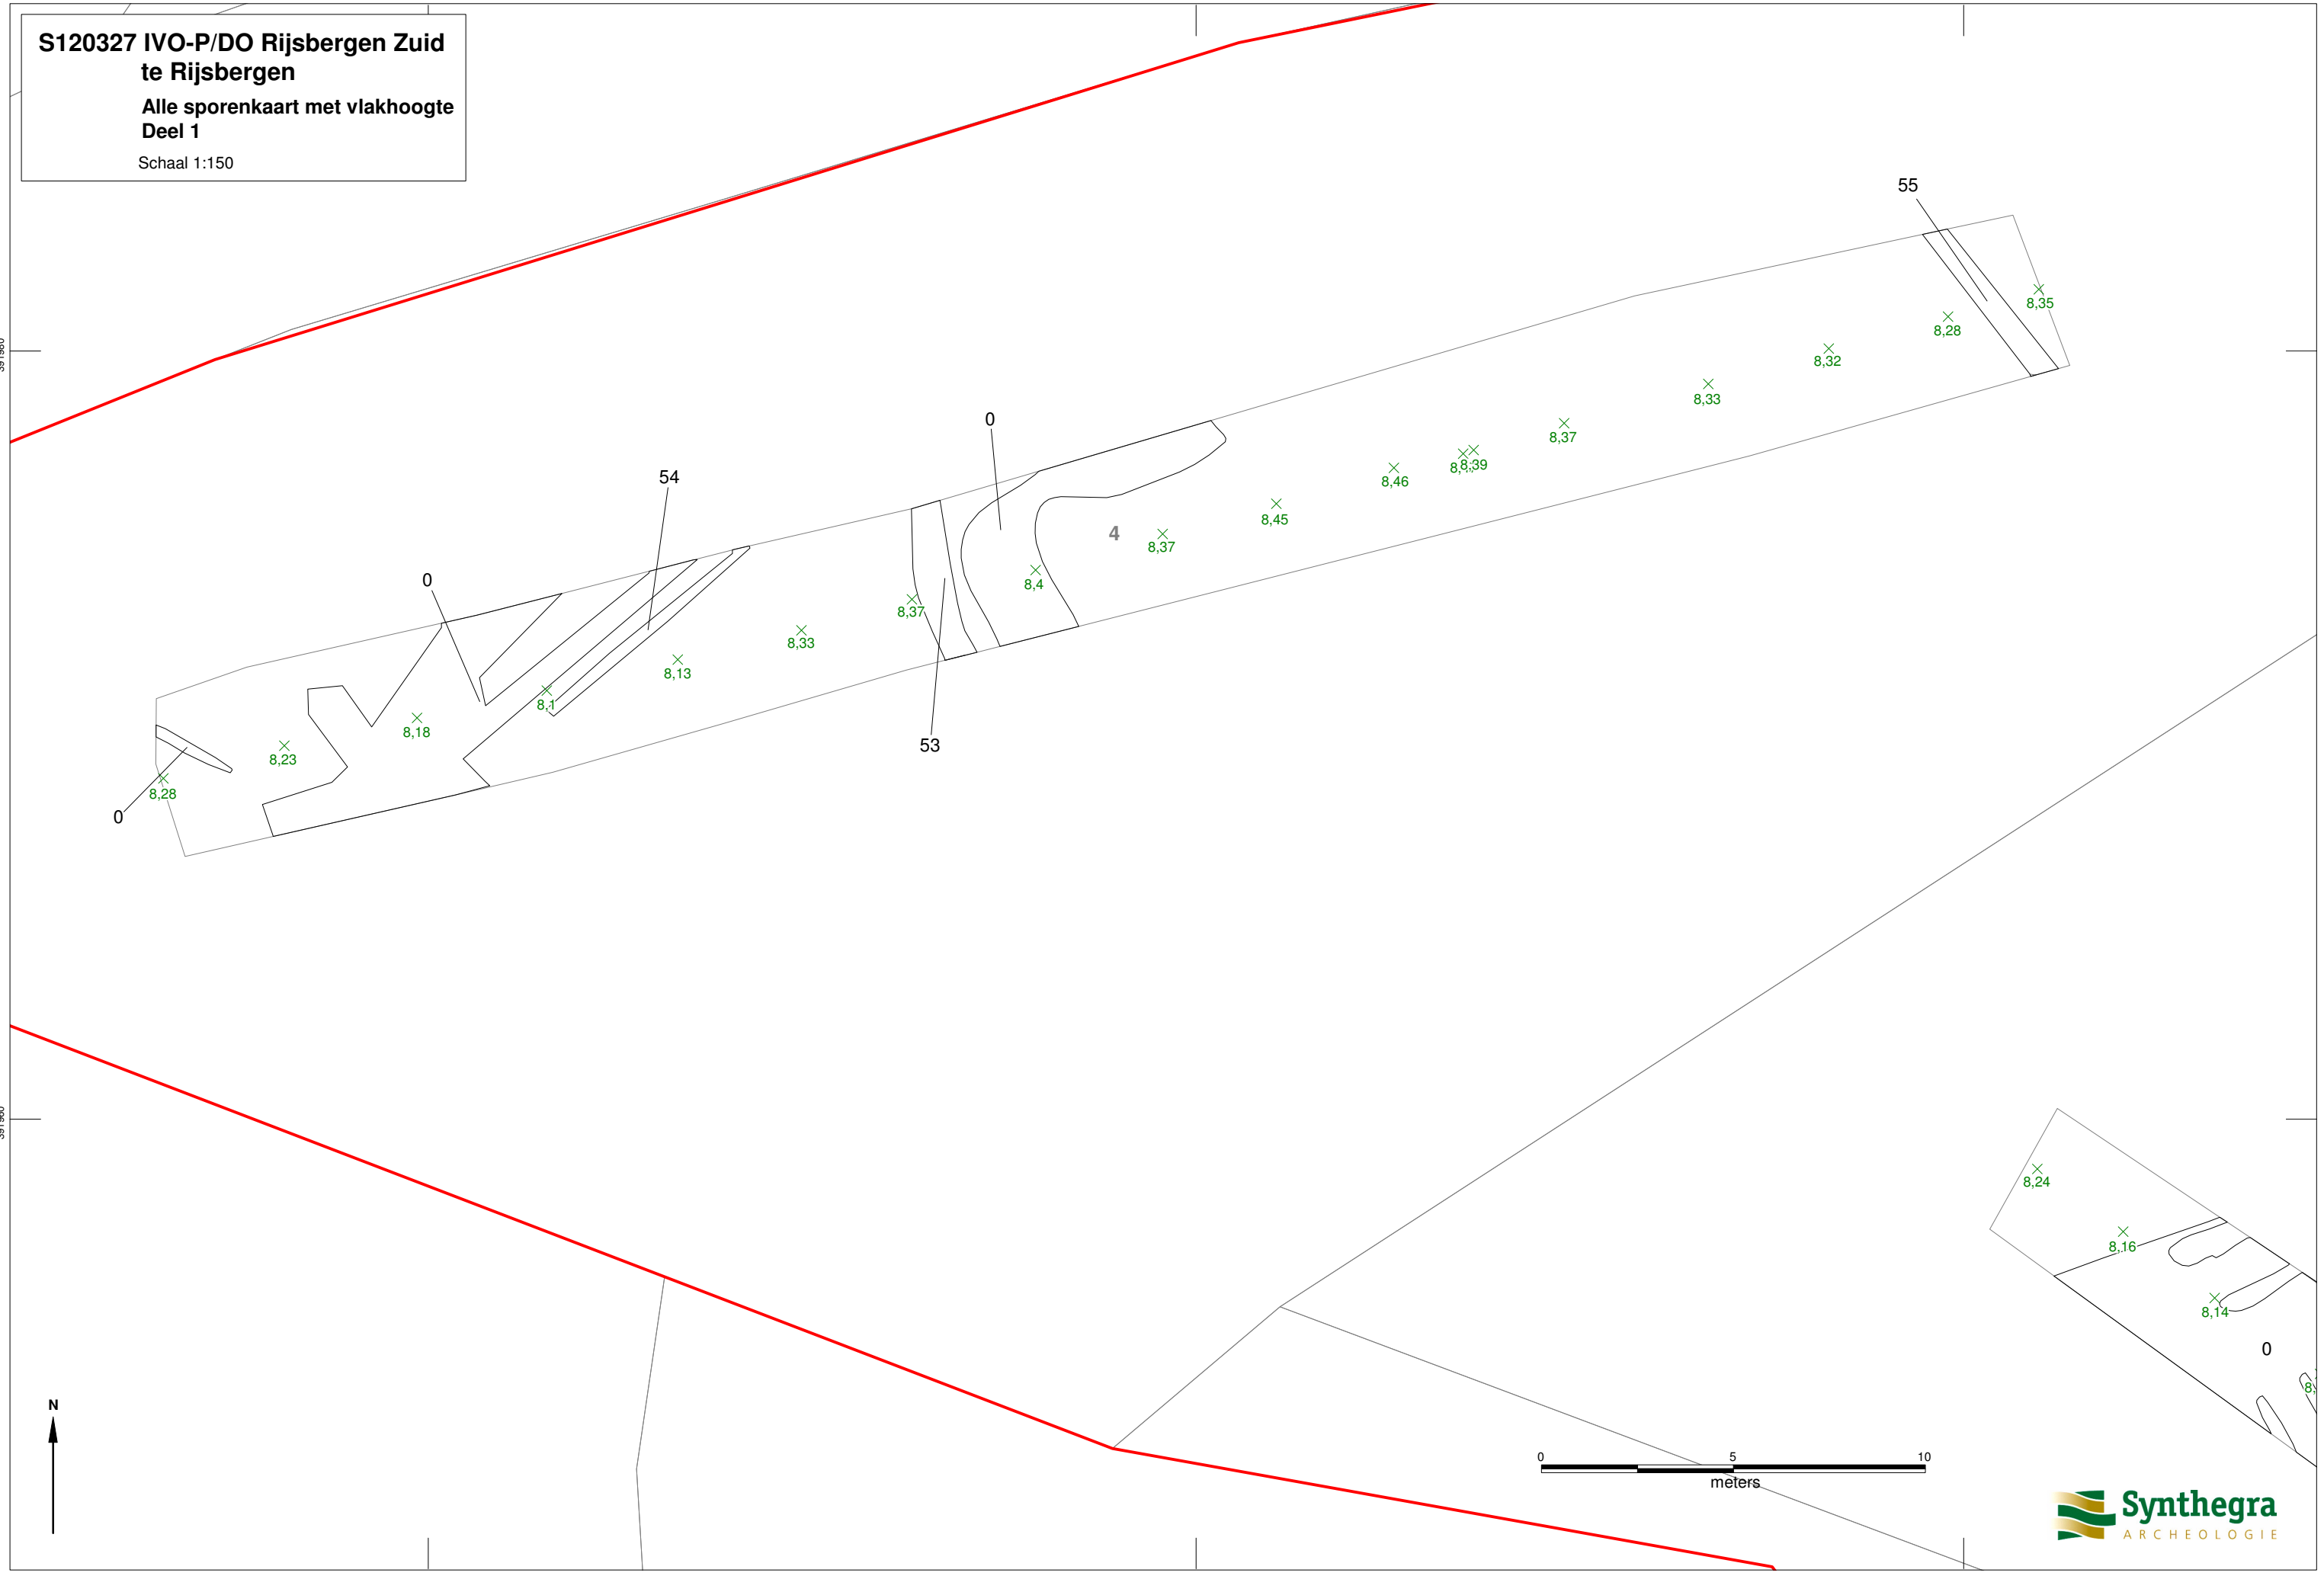 S120327 IVO-P/DO Rijsbergen Zuid
te Rijsbergen
Alle sporenkaart met vlakhoogte
Deel 1
Schaal 1:150
55
8,35
8,28
8,32
8,33
8,37
0
8,39
8,46
54
8,45
4
8,37
0
8,4
8,37
8,33
8,13
8,1
8,18
53
8,23
8,28
0
8,24
8,16
8,14
0
N
0 5 10
meters
Synthegra
ARCHEOLOGIE